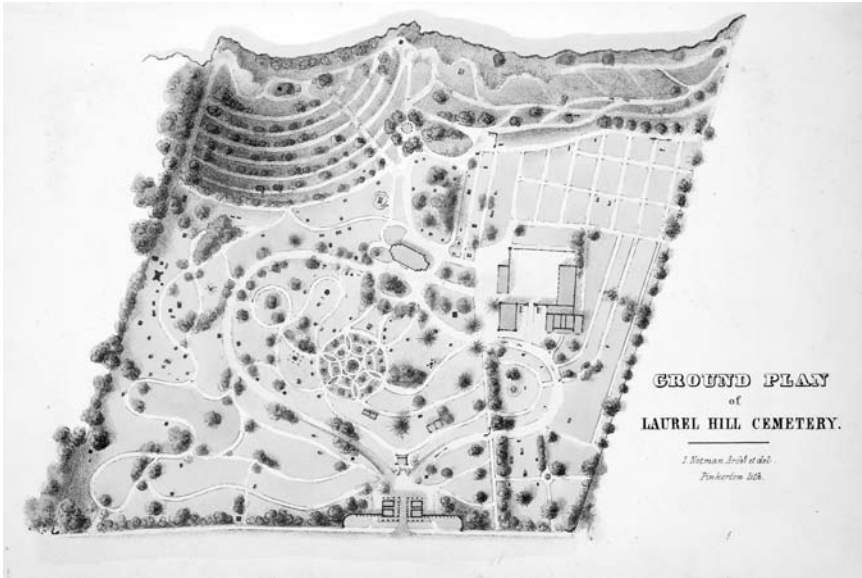 GROUND PLAN
of
LAUREL HILL CEMETERY.
J Notman Archt et del.
Pinkerton lith.